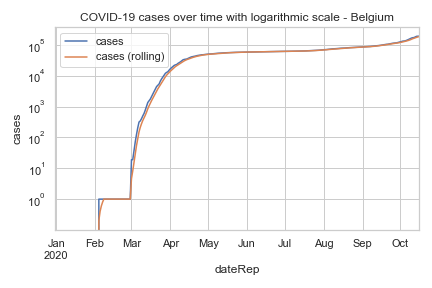 COVID-19 cases over time with logarithmic scale - Belgium
cases
cases (rolling)
10^5
10^4
10^3
10^2
10^1
10^0
cases
Jan Feb Mar Apr May Jun Jul Aug Sep Oct
2020
dateRep